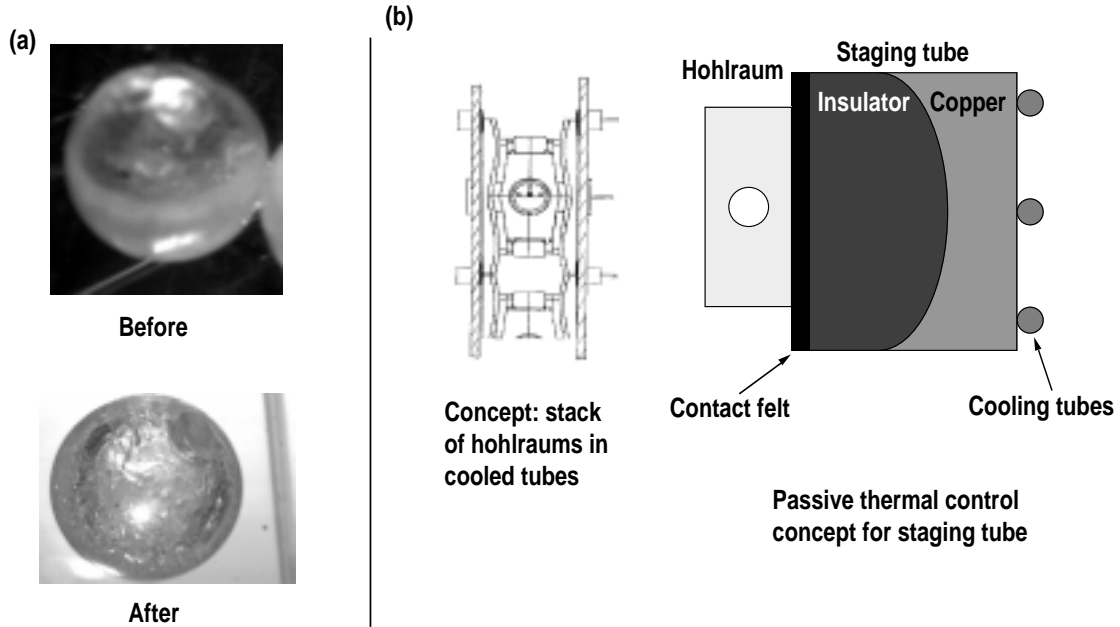 (a)
Before
After
(b)
Concept: stack
of hohlraums in
cooled tubes
Staging tube
Hohlraum
Insulator
Copper
Contact felt
Cooling tubes
Passive thermal control
concept for staging tube